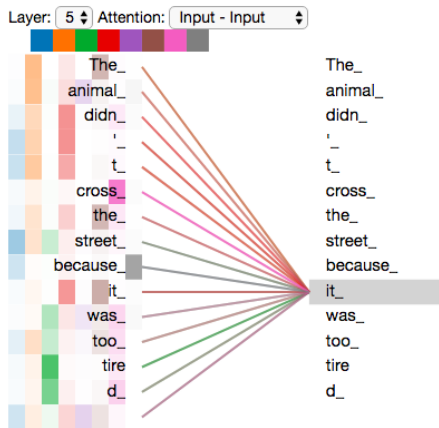 Layer: 5 Attention: Input - Input
The_ The_
animal_ animal_
didn_ didn_
'_ '_
t_ t_
cross_ cross_
the_ the_
street_ street_
because_ because_
it_ it_
was_ was_
too_ too_
tire tire
d_ d_